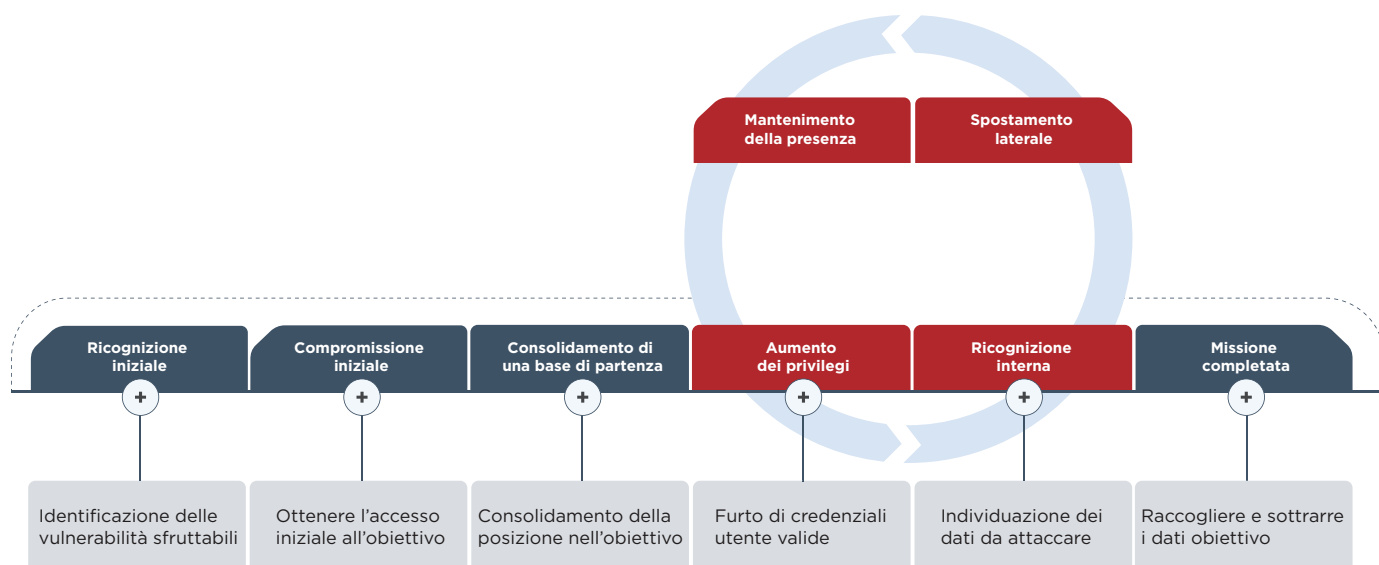 Mantenimento
della presenza
Spostamento
laterale
Ricognizione
iniziale
Compromissione
iniziale
Consolidamento di
una base di partenza
Aumento
dei privilegi
Ricognizione
interna
Missione
completata
+
+
+
+
+
+
Identificazione delle
vulnerabilità sfruttabili
Ottenere l’accesso
iniziale all’obiettivo
Consolidamento della
posizione nell’obiettivo
Furto di credenziali
utente valide
Individuazione dei
dati da attaccare
Raccogliere e sottrarre
i dati obiettivo